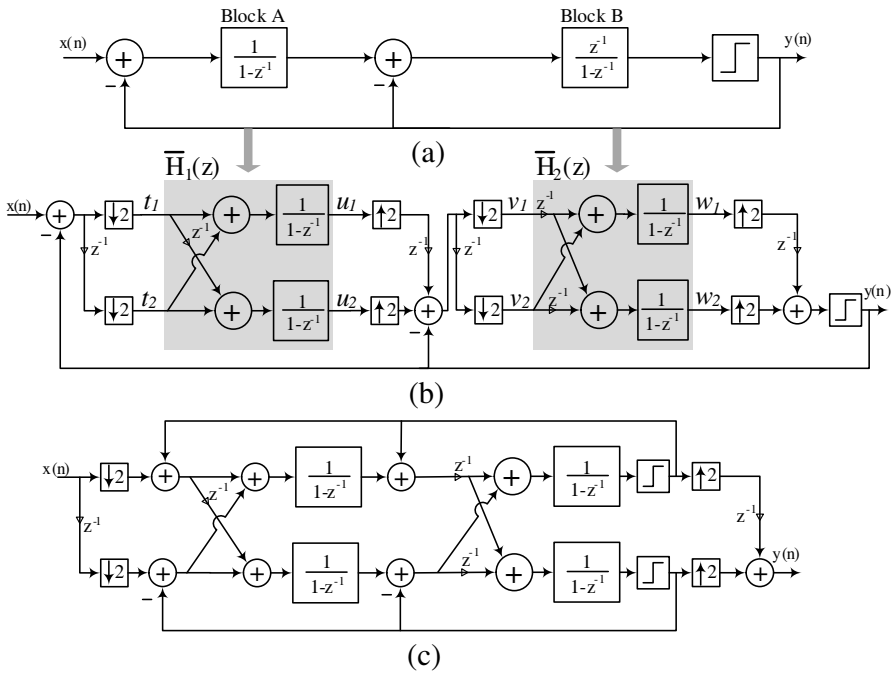 Block A Block B
x(n) + 1/(1-z⁻¹) + z⁻¹/(1-z⁻¹) y(n)
− −
(a)
H̅₁(z) H̅₂(z)
x(n) + ↓2 t₁ + 1/(1-z⁻¹) u₁ ↑2 ↓2 v₁ z⁻¹ + 1/(1-z⁻¹) w₁ ↑2
− z⁻¹ z⁻¹ z⁻¹ z⁻¹ z⁻¹
↓2 t₂ + 1/(1-z⁻¹) u₂ ↑2 + ↓2 v₂ z⁻¹ + 1/(1-z⁻¹) w₂ ↑2 + y(n)
−
(b)
x(n) ↓2 + + 1/(1-z⁻¹) + z⁻¹ + 1/(1-z⁻¹) ↑2
z⁻¹ z⁻¹ z⁻¹
↓2 + + 1/(1-z⁻¹) + z⁻¹ + 1/(1-z⁻¹) ↑2 + y(n)
− −
(c)